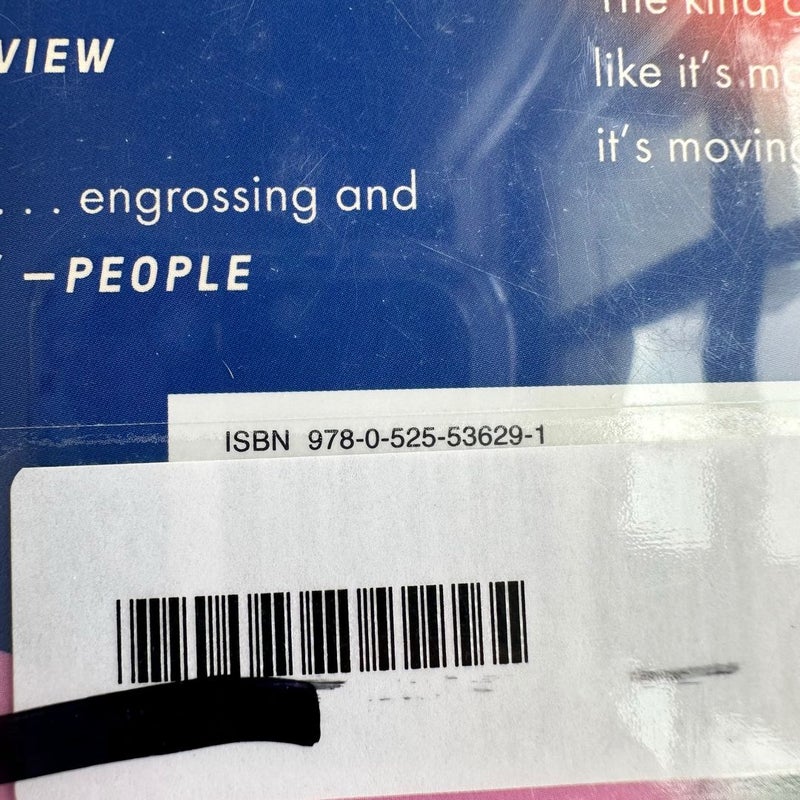 VIEW
. . . engrossing and
—PEOPLE
The kind
like it's
it's moving
ISBN 978-0-525-53629-1